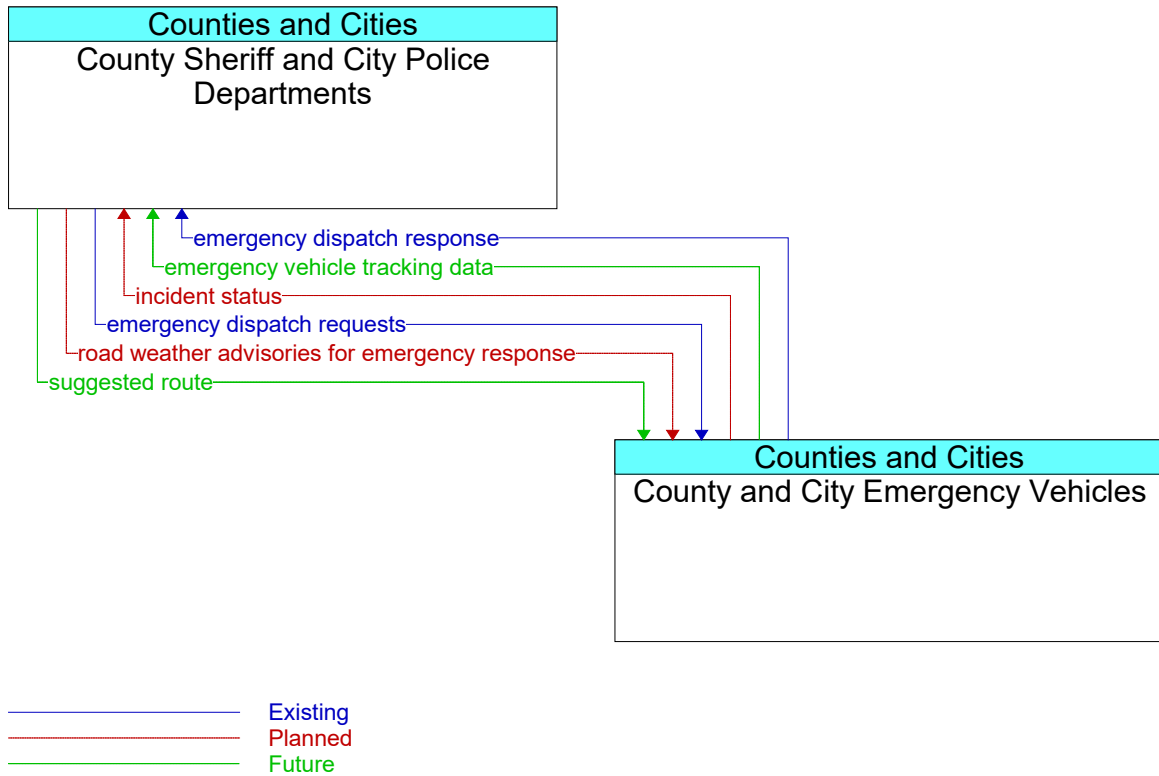 Counties and Cities
County Sheriff and City Police
Departments
emergency dispatch response
emergency vehicle tracking data
incident status
emergency dispatch requests
road weather advisories for emergency response
suggested route
Counties and Cities
County and City Emergency Vehicles
Existing
Planned
Future